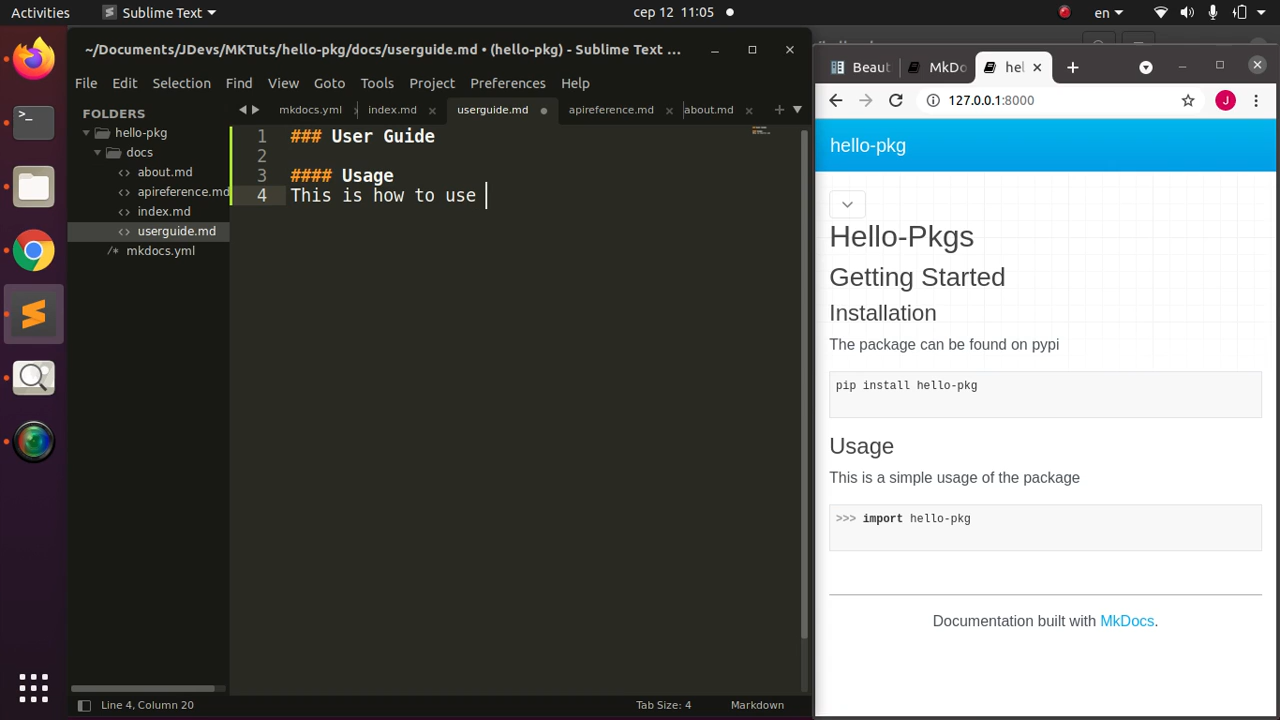 Activities
Sublime Text
сер 12 11:05
en
~/Documents/JDevs/MKTuts/hello-pkg/docs/userguide.md • (hello-pkg) - Sublime Text ...
File Edit Selection Find View Goto Tools Project Preferences Help
FOLDERS
hello-pkg
docs
about.md
apireference.md
index.md
userguide.md
mkdocs.yml
mkdocs.yml index.md userguide.md apireference.md about.md
1 ### User Guide
2
3 #### Usage
4 This is how to use
Line 4, Column 20
Tab Size: 4
Markdown
Beaut
MkDo
hel
127.0.0.1:8000
J
hello-pkg
Hello-Pkgs
Getting Started
Installation
The package can be found on pypi
pip install hello-pkg
Usage
This is a simple usage of the package
>>> import hello-pkg
Documentation built with MkDocs.